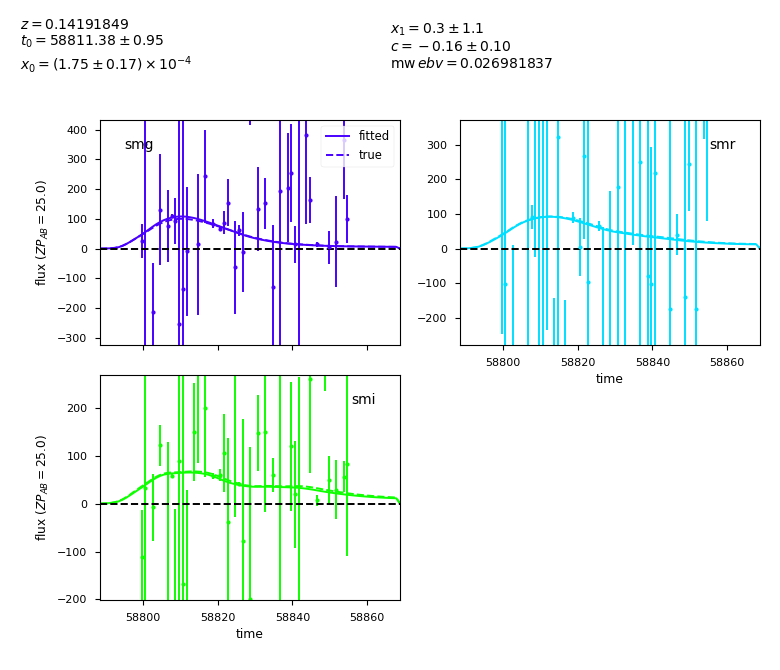 z = 0.14191849
t₀ = 58811.38 ± 0.95
x₀ = (1.75 ± 0.17) × 10⁻⁴
x₁ = 0.3 ± 1.1
c = −0.16 ± 0.10
mw ebv = 0.026981837
smg
fitted
true
400
300
200
100
0
−100
−200
−300
flux (ZP_AB = 25.0)
smr
300
200
100
0
−100
−200
58800
58820
58840
58860
time
smi
200
100
0
−100
−200
flux (ZP_AB = 25.0)
58800
58820
58840
58860
time